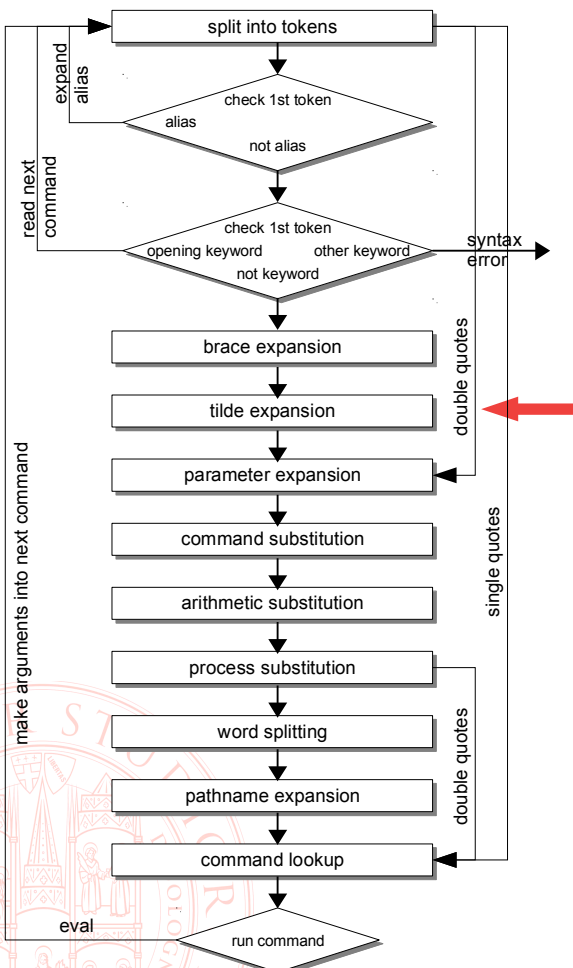 split into tokens
expand
alias
check 1st token
alias
not alias
read next
command
check 1st token
opening keyword other keyword
not keyword
syntax
error
brace expansion
double quotes
tilde expansion
parameter expansion
command substitution
single quotes
arithmetic substitution
make arguments into next command
process substitution
word splitting
double quotes
pathname expansion
command lookup
eval
run command